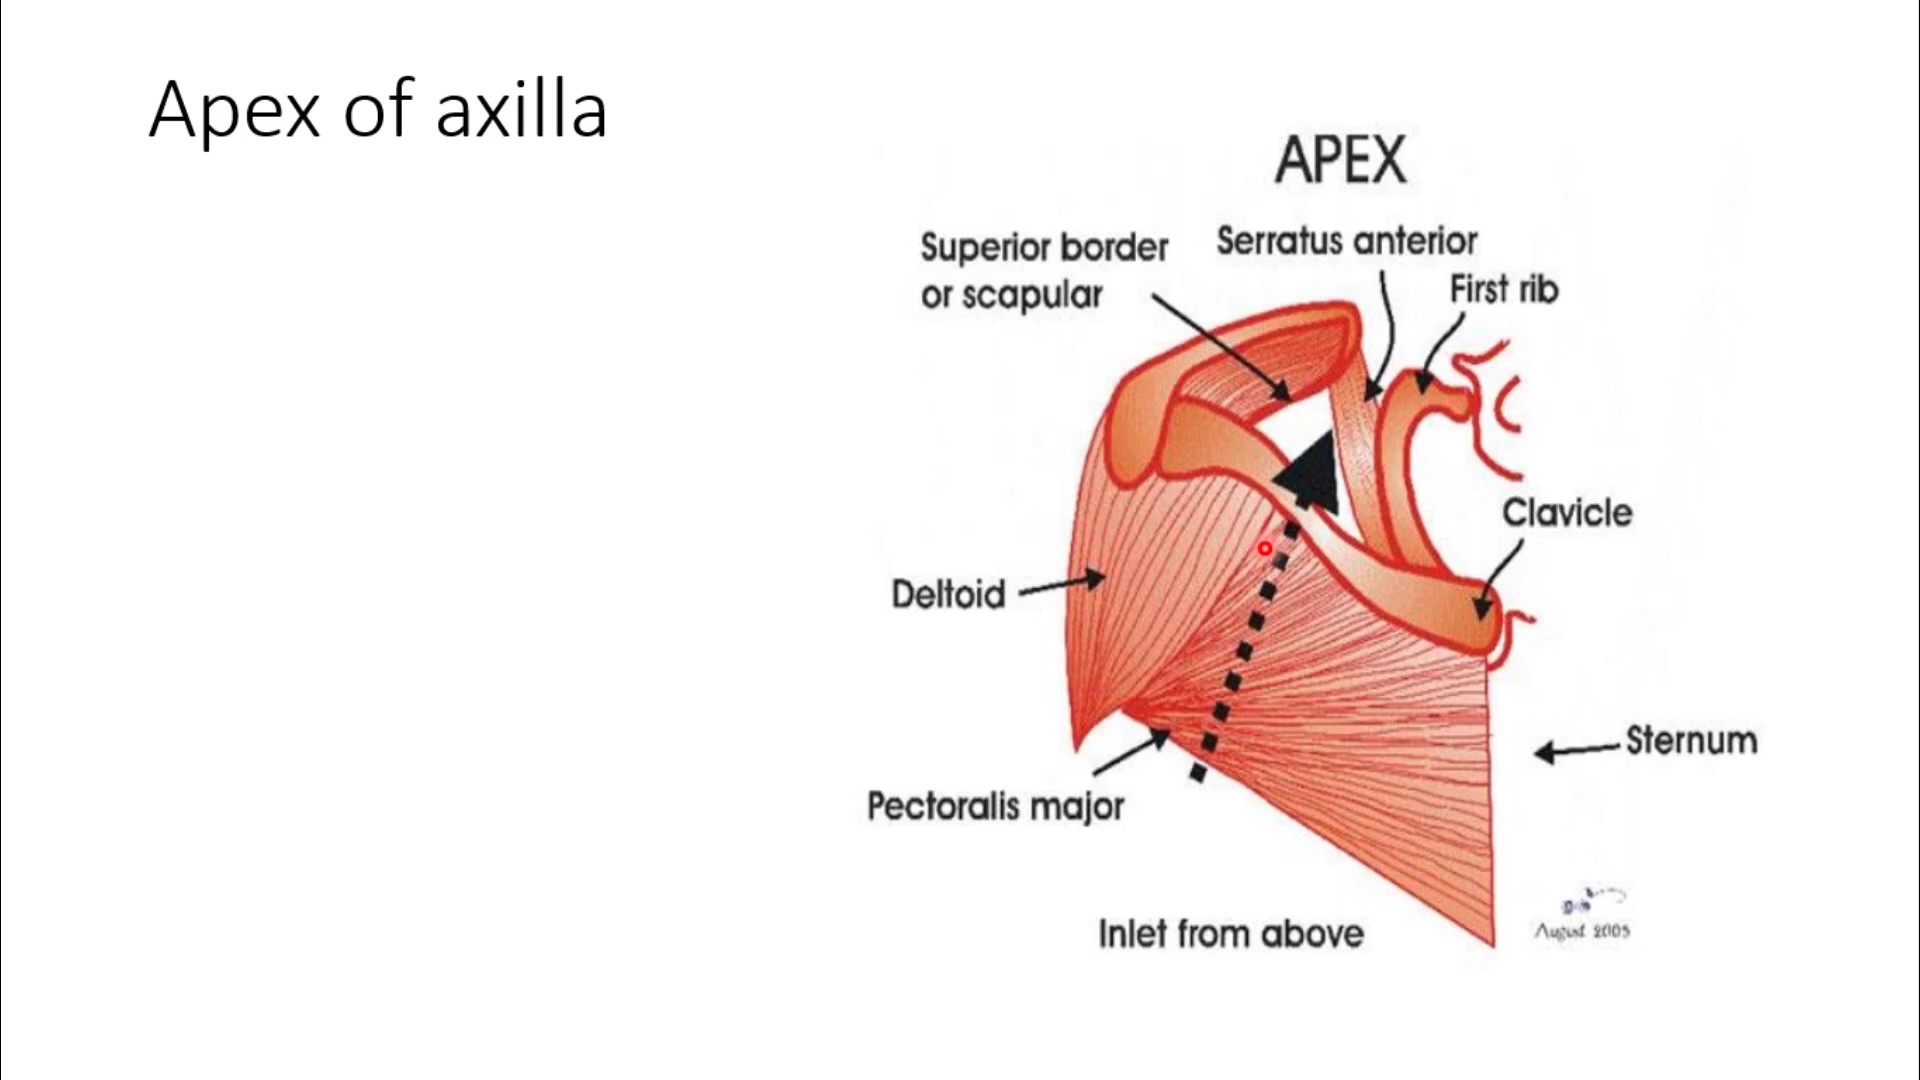 Apex of axilla
APEX
Superior border
or scapular
Serratus anterior
First rib
Clavicle
Deltoid
Sternum
Pectoralis major
Inlet from above
August 2005